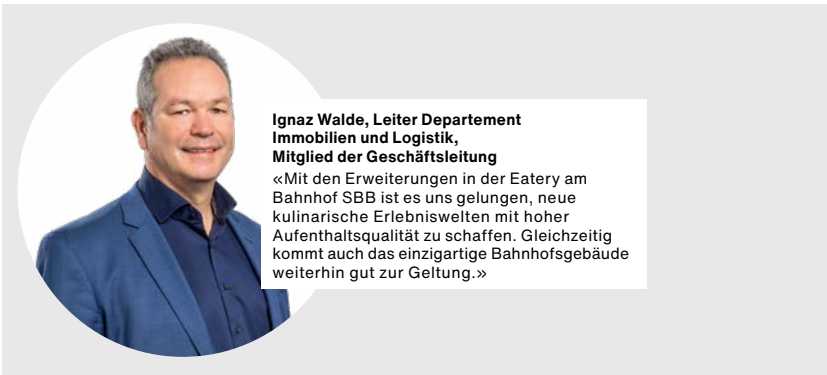 Ignaz Walde, Leiter Departement
Immobilien und Logistik,
Mitglied der Geschäftsleitung
«Mit den Erweiterungen in der Eatery am
Bahnhof SBB ist es uns gelungen, neue
kulinarische Erlebniswelten mit hoher
Aufenthaltsqualität zu schaffen. Gleichzeitig
kommt auch das einzigartige Bahnhofsgebäude
weiterhin gut zur Geltung.»